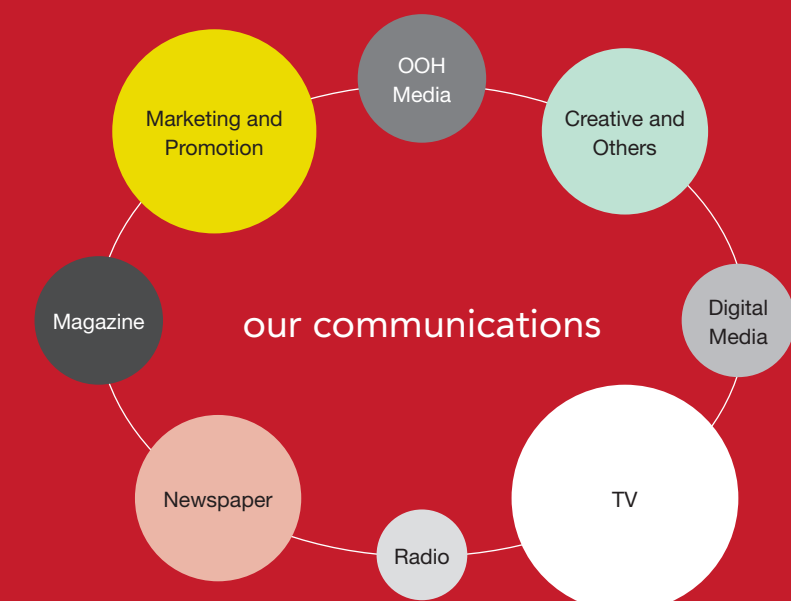 OOH
Media
Marketing and
Promotion
Creative and
Others
Magazine
our communications
Digital
Media
Newspaper
TV
Radio